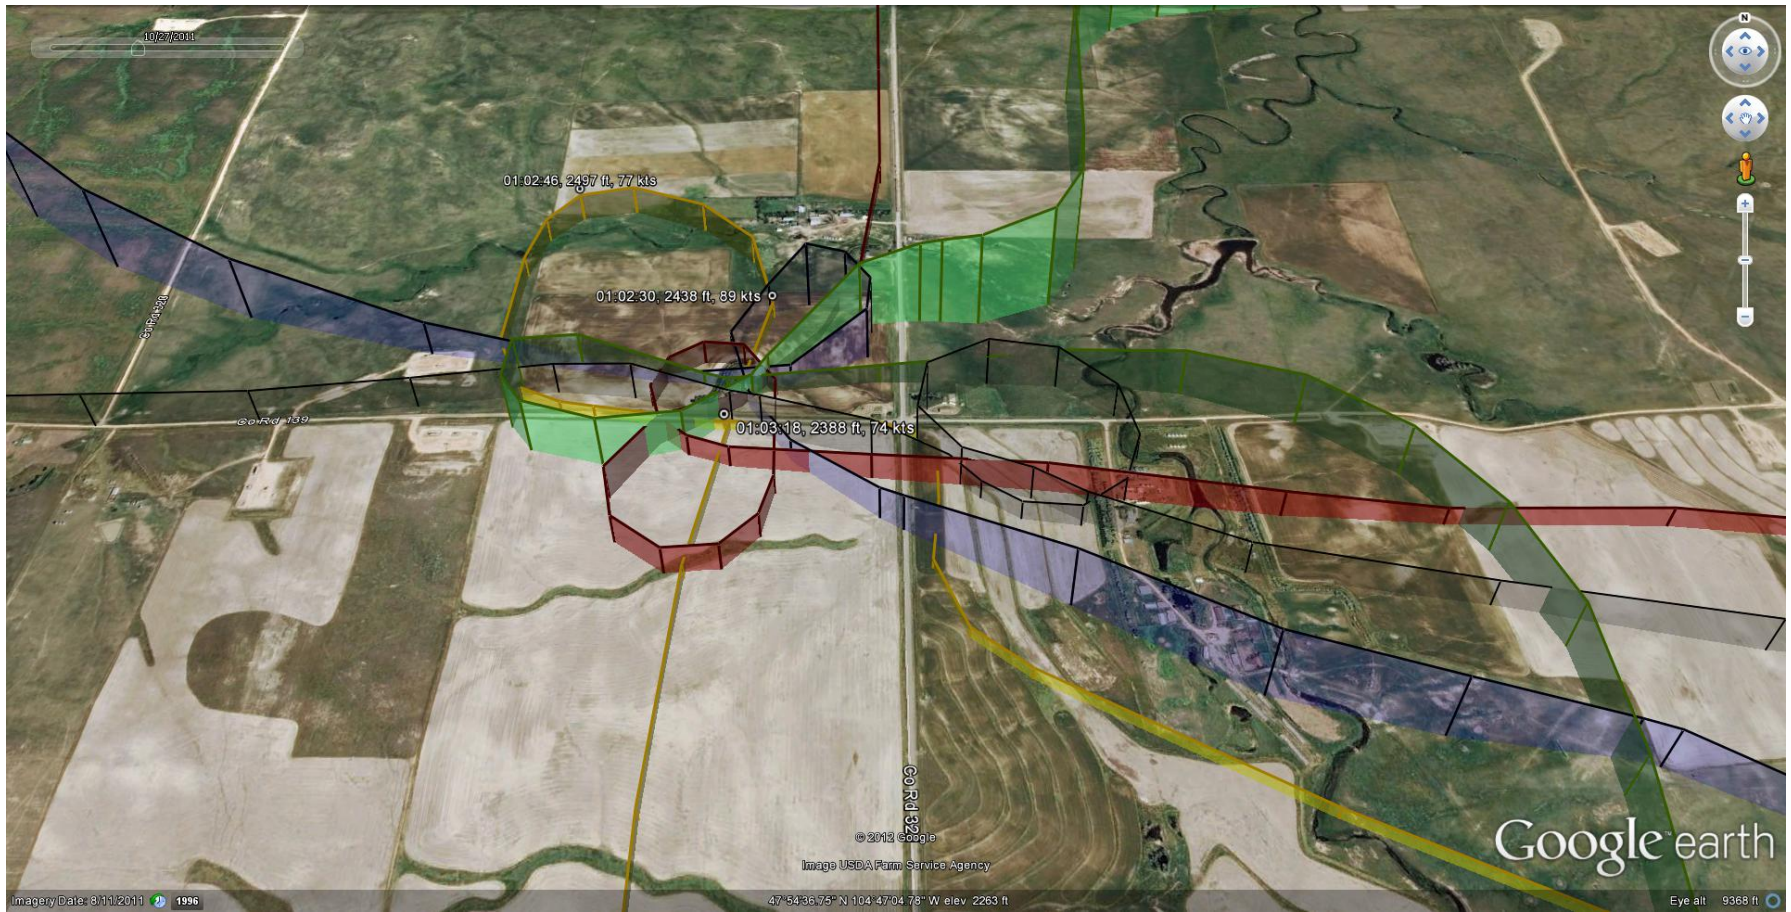 10/27/2011
N
01:02:46, 2497 ft, 77 kts
01:02:30, 2438 ft, 89 kts
Co Rd 328
Co Rd 139
01:03:18, 2388 ft, 74 kts
Co Rd 32
© 2012 Google
Image USDA Farm Service Agency
Google earth
Imagery Date: 8/11/2011
1996
47°54'36.75" N 104°47'04.78" W elev 2263 ft
Eye alt 9368 ft